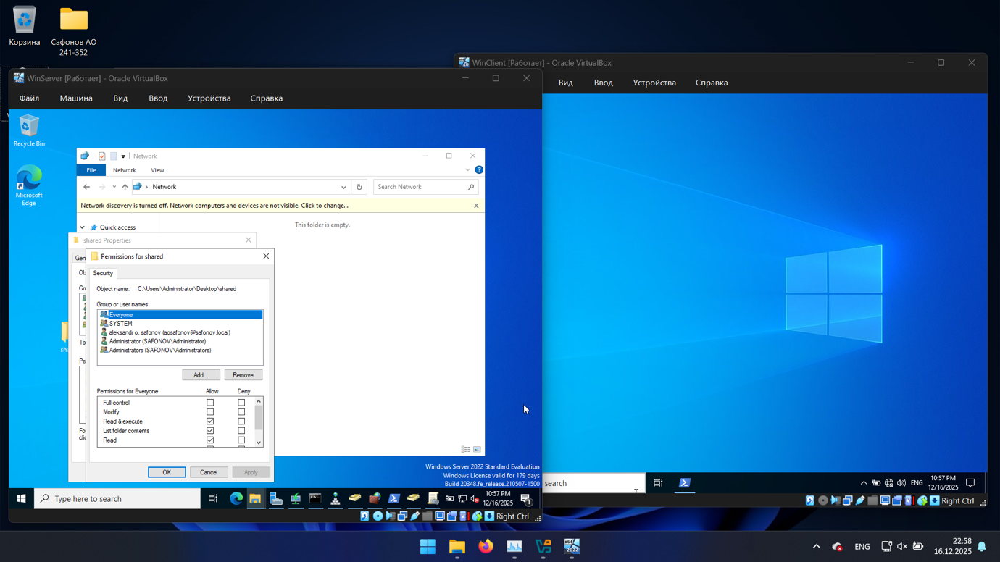 Корзина
Сафонов АО
241-352
WinClient [Работает] - Oracle VirtualBox
Вид
Ввод
Устройства
Справка
WinServer [Работает] - Oracle VirtualBox
Файл
Машина
Вид
Ввод
Устройства
Справка
Recycle Bin
Microsoft
Edge
Network
File
Network
View
Network
Search Network
Network discovery is turned off. Network computers and devices are not visible. Click to change...
Quick access
This folder is empty.
shared Properties
Gen
Permissions for shared
Security
Object name: C:\Users\Administrator\Desktop\shared
Group or user names:
Everyone
SYSTEM
aleksandr o. safonov (aosafonov@safonov.local)
Administrator (SAFONOV\Administrator)
Administrators (SAFONOV\Administrators)
Add...
Remove
Permissions for Everyone
Allow
Deny
Full control
Modify
Read & execute
List folder contents
Read
OK
Cancel
Apply
Windows Server 2022 Standard Evaluation
Windows License valid for 179 days
Build 20348.fe_release.210507-1500
Type here to search
10:57 PM
12/16/2025
1
Right Ctrl
search
ENG
10:57 PM
12/16/2025
Right Ctrl
ENG
22:58
16.12.2025